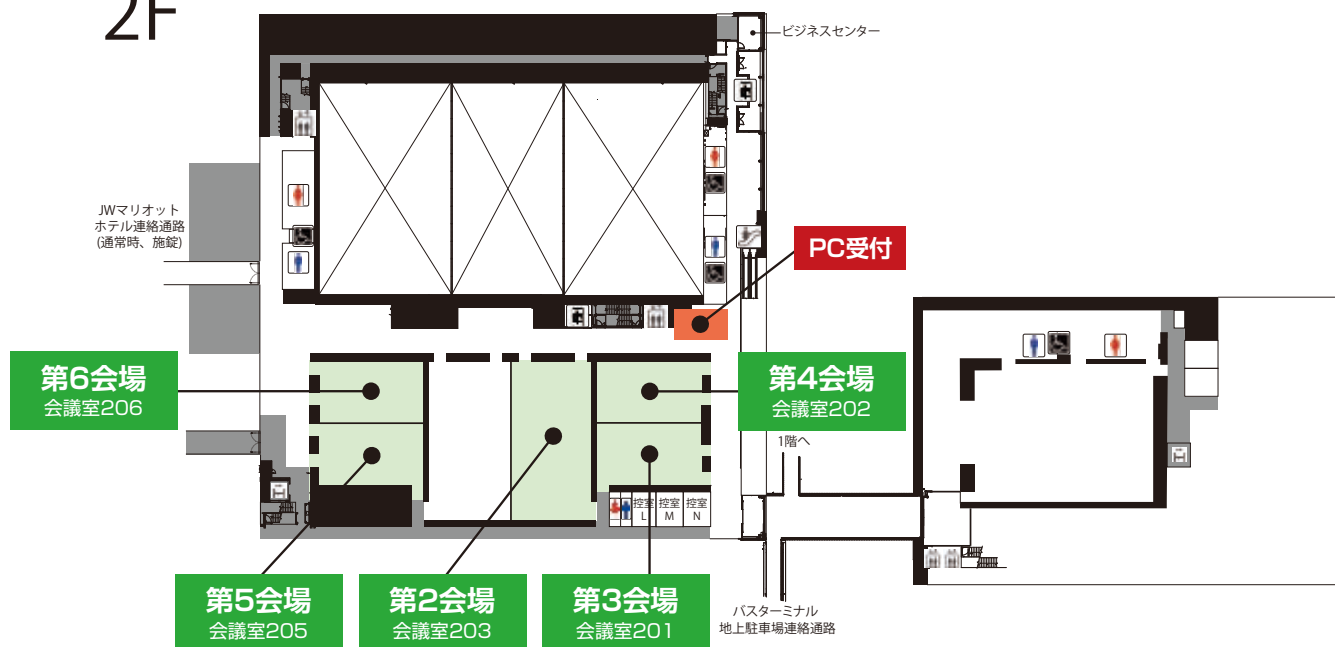 2F
ビジネスセンター
JWマリオット
ホテル連絡通路
(通常時、施錠)
PC受付
第6会場
会議室206
第4会場
会議室202
1階へ
控室
L
控室
M
控室
N
第5会場
会議室205
第2会場
会議室203
第3会場
会議室201
バスターミナル
地上駐車場連絡通路